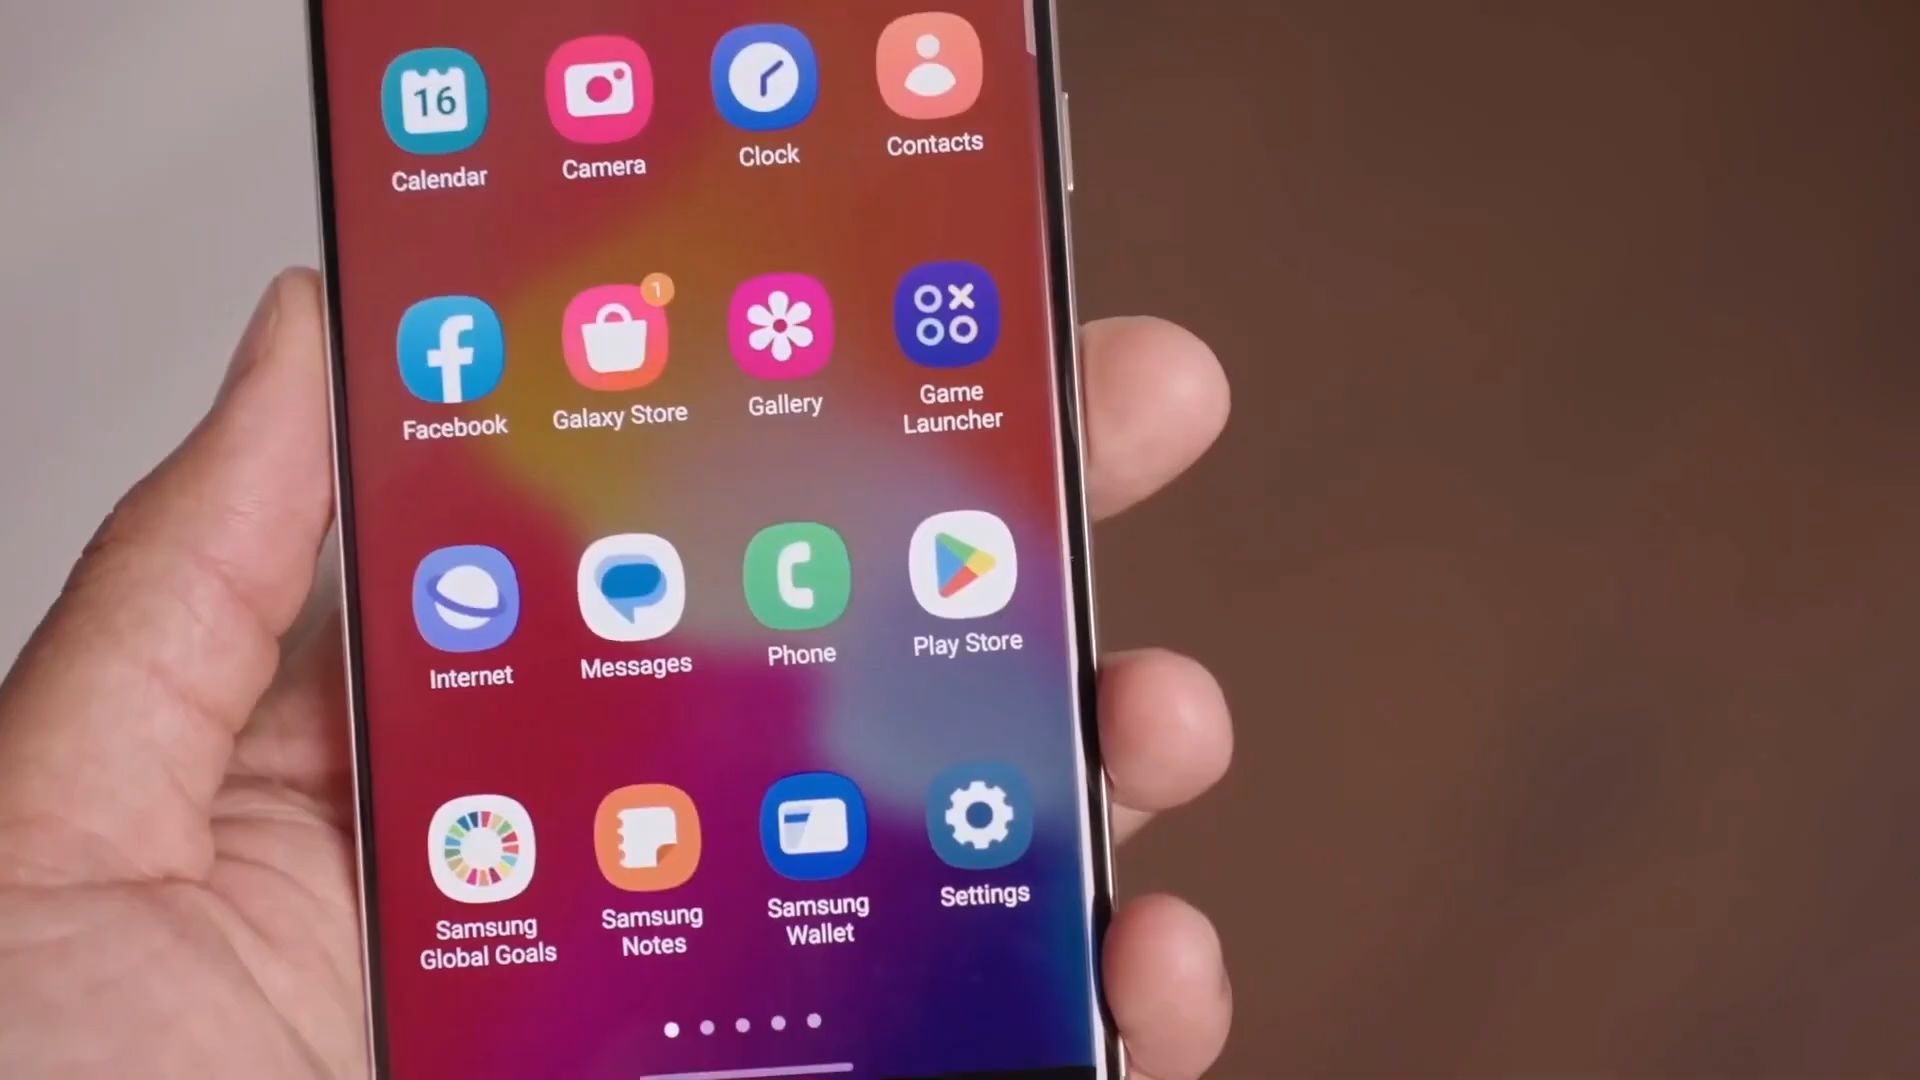 16
Calendar
Camera
Clock
Contacts
1
Facebook
Galaxy Store
Gallery
Game
Launcher
Internet
Messages
Phone
Play Store
Samsung
Global Goals
Samsung
Notes
Samsung
Wallet
Settings